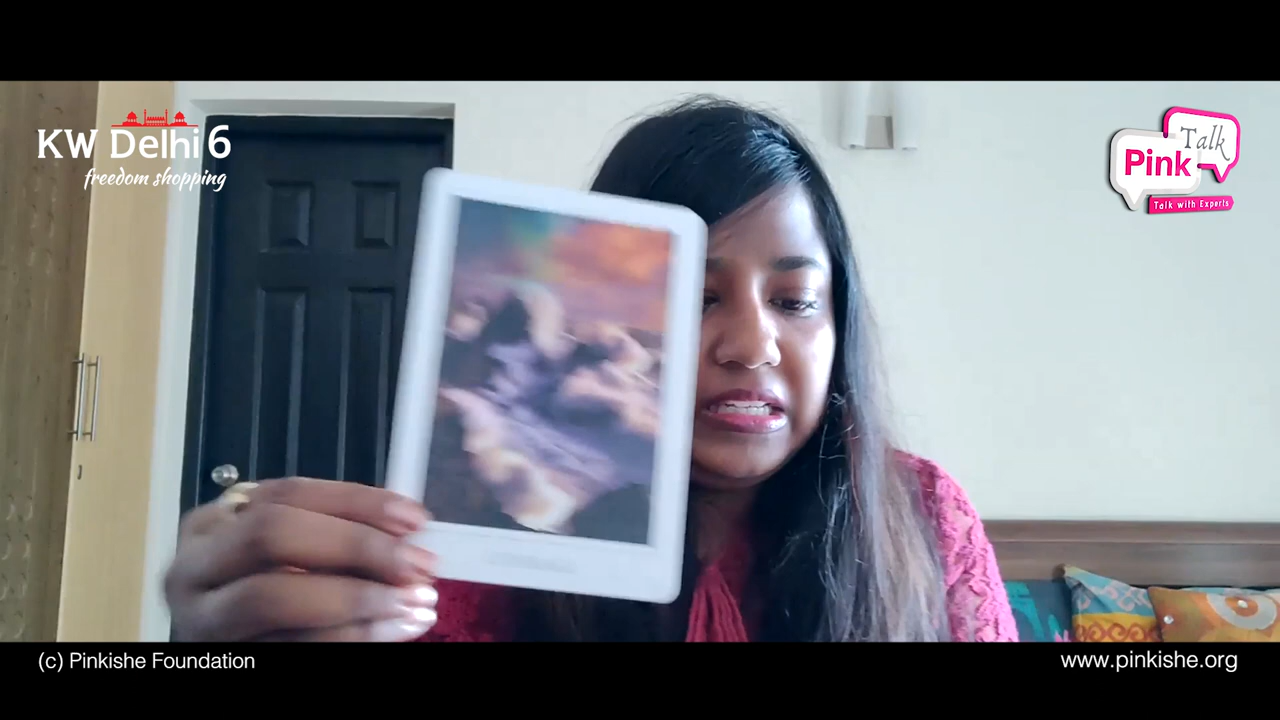 KW Delhi 6
freedom shopping
Pink Talk
Talk with Experts
(c) Pinkishe Foundation
www.pinkishe.org